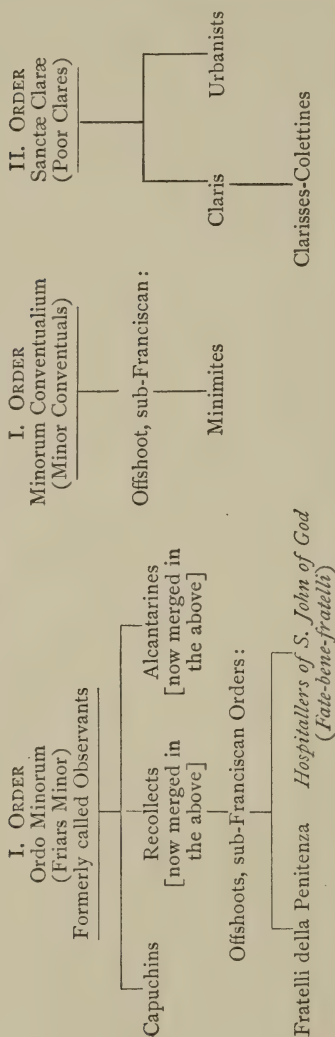 I. ORDER
Ordo Minorum
(Friars Minor)
Formerly called Observants
Capuchins
Recollects
[now merged in
the above]
Alcantarines
[now merged in
the above]
Offshoots, sub-Franciscan Orders:
Fratelli della Penitenza
Hospitallers of S. John of God
(Fate-bene-fratelli)
I. ORDER
Minorum Conventualium
(Minor Conventuals)
Offshoot, sub-Franciscan:
Minimites
II. ORDER
Sanctæ Claræ
(Poor Clares)
Claris
Urbanists
Clarisses-Colettines